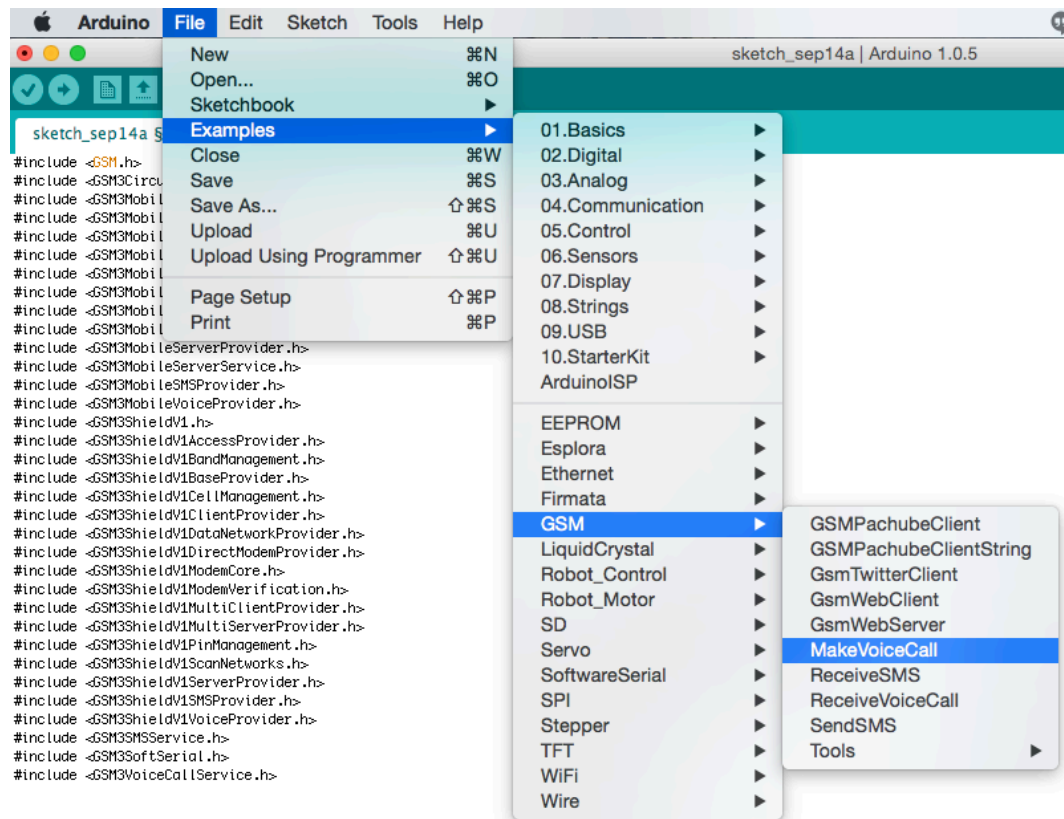 Arduino File Edit Sketch Tools Help
sketch_sep14a | Arduino 1.0.5
New ⌘N
Open... ⌘O
Sketchbook ▶
Examples ▶
Close ⌘W
Save ⌘S
Save As... ⇧⌘S
Upload ⌘U
Upload Using Programmer ⇧⌘U
Page Setup ⇧⌘P
Print ⌘P
01.Basics ▶
02.Digital ▶
03.Analog ▶
04.Communication ▶
05.Control ▶
06.Sensors ▶
07.Display ▶
08.Strings ▶
09.USB ▶
10.StarterKit ▶
ArduinoISP
EEPROM ▶
Esplora ▶
Ethernet ▶
Firmata ▶
GSM ▶
LiquidCrystal ▶
Robot_Control ▶
Robot_Motor ▶
SD ▶
Servo ▶
SoftwareSerial ▶
SPI ▶
Stepper ▶
TFT ▶
WiFi ▶
Wire ▶
GSMPachubeClient
GSMPachubeClientString
GsmTwitterClient
GsmWebClient
GsmWebServer
MakeVoiceCall
ReceiveSMS
ReceiveVoiceCall
SendSMS
Tools ▶
sketch_sep14a §
#include <GSM.h>
#include <GSM3Circu
#include <GSM3Mobil
#include <GSM3Mobil
#include <GSM3Mobil
#include <GSM3Mobil
#include <GSM3Mobil
#include <GSM3Mobil
#include <GSM3Mobil
#include <GSM3Mobil
#include <GSM3MobileServerProvider.h>
#include <GSM3MobileServerService.h>
#include <GSM3MobileSMSProvider.h>
#include <GSM3MobileVoiceProvider.h>
#include <GSM3ShieldV1.h>
#include <GSM3ShieldV1AccessProvider.h>
#include <GSM3ShieldV1BandManagement.h>
#include <GSM3ShieldV1BaseProvider.h>
#include <GSM3ShieldV1CellManagement.h>
#include <GSM3ShieldV1ClientProvider.h>
#include <GSM3ShieldV1DataNetworkProvider.h>
#include <GSM3ShieldV1DirectModemProvider.h>
#include <GSM3ShieldV1ModemCore.h>
#include <GSM3ShieldV1ModemVerification.h>
#include <GSM3ShieldV1MultiClientProvider.h>
#include <GSM3ShieldV1MultiServerProvider.h>
#include <GSM3ShieldV1PinManagement.h>
#include <GSM3ShieldV1ScanNetworks.h>
#include <GSM3ShieldV1ServerProvider.h>
#include <GSM3ShieldV1SMSProvider.h>
#include <GSM3ShieldV1VoiceProvider.h>
#include <GSM3SMSService.h>
#include <GSM3SoftSerial.h>
#include <GSM3VoiceCallService.h>